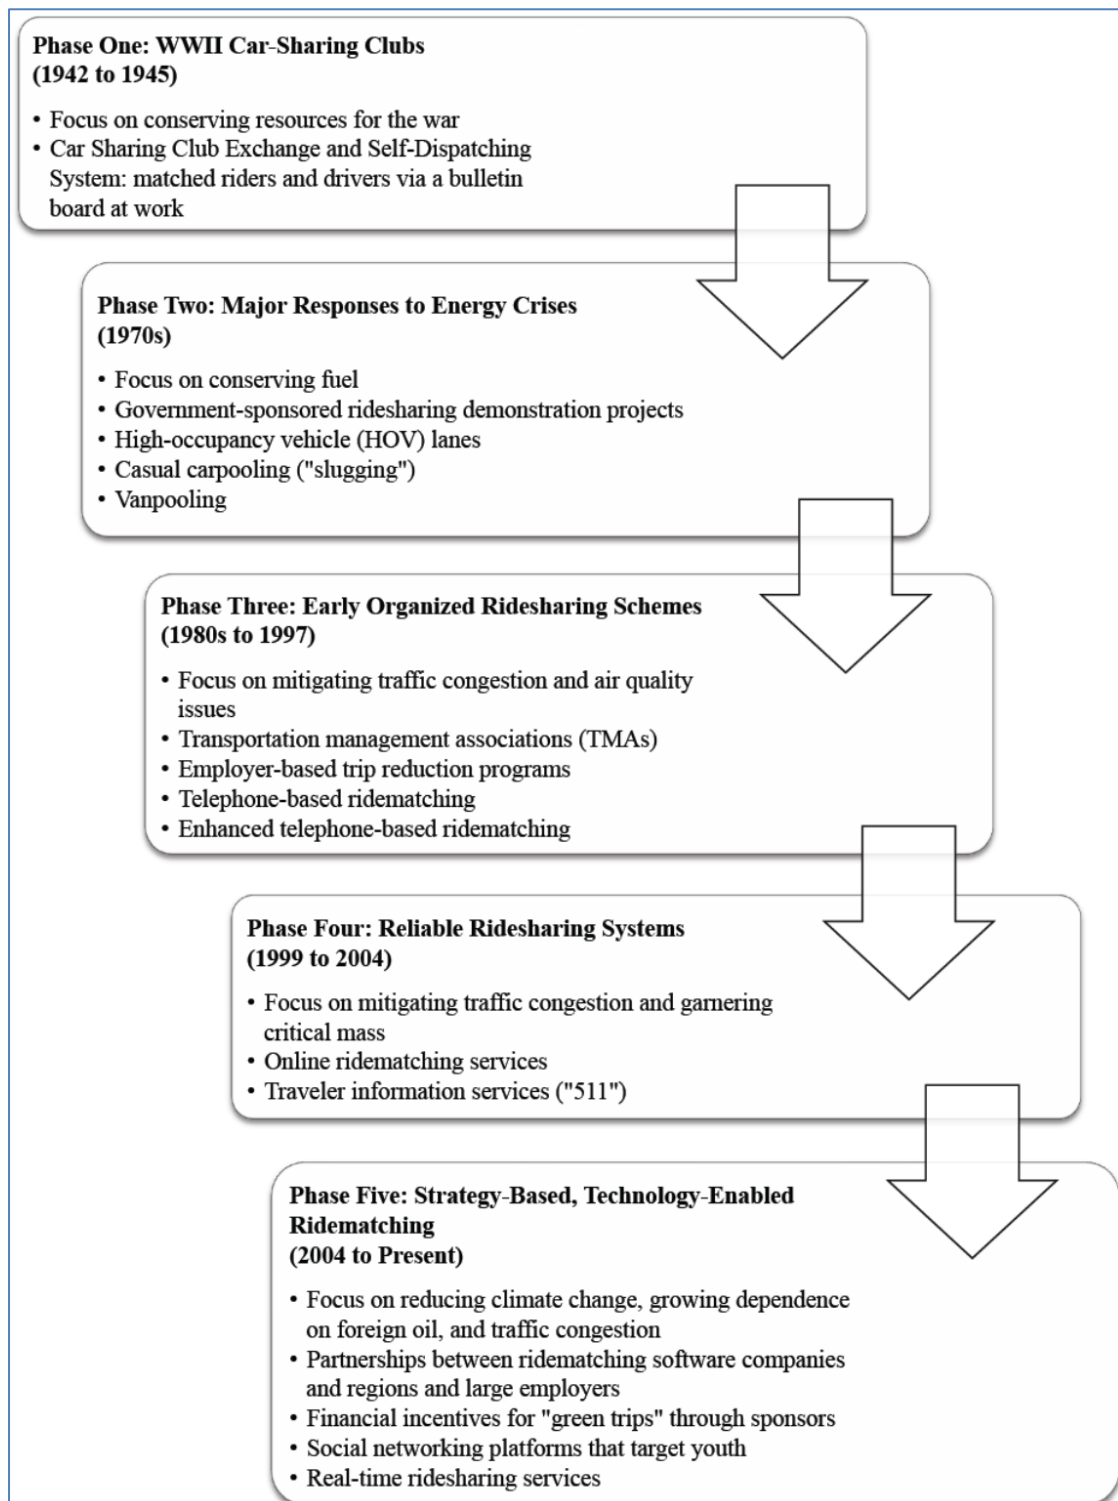 Phase One: WWII Car-Sharing Clubs
(1942 to 1945)
• Focus on conserving resources for the war
• Car Sharing Club Exchange and Self-Dispatching
System: matched riders and drivers via a bulletin
board at work
Phase Two: Major Responses to Energy Crises
(1970s)
• Focus on conserving fuel
• Government-sponsored ridesharing demonstration projects
• High-occupancy vehicle (HOV) lanes
• Casual carpooling ("slugging")
• Vanpooling
Phase Three: Early Organized Ridesharing Schemes
(1980s to 1997)
• Focus on mitigating traffic congestion and air quality
issues
• Transportation management associations (TMAs)
• Employer-based trip reduction programs
• Telephone-based ridematching
• Enhanced telephone-based ridematching
Phase Four: Reliable Ridesharing Systems
(1999 to 2004)
• Focus on mitigating traffic congestion and garnering
critical mass
• Online ridematching services
• Traveler information services ("511")
Phase Five: Strategy-Based, Technology-Enabled
Ridematching
(2004 to Present)
• Focus on reducing climate change, growing dependence
on foreign oil, and traffic congestion
• Partnerships between ridematching software companies
and regions and large employers
• Financial incentives for "green trips" through sponsors
• Social networking platforms that target youth
• Real-time ridesharing services